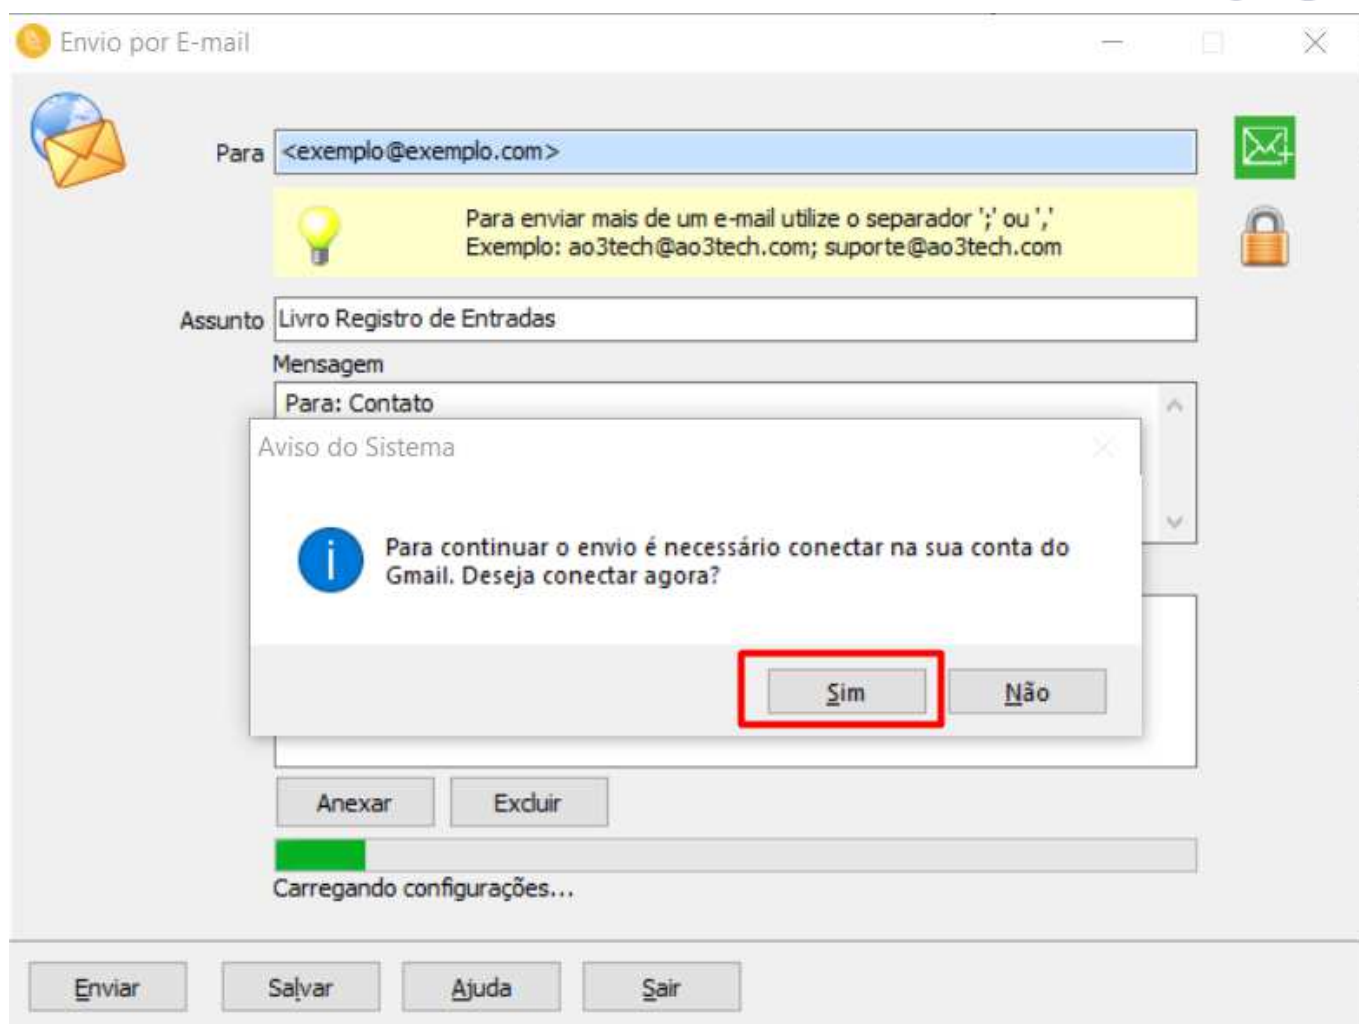 Envio por E-mail
Para <exemplo@exemplo.com>
Para enviar mais de um e-mail utilize o separador ';' ou ','
Exemplo: ao3tech@ao3tech.com; suporte@ao3tech.com
Assunto Livro Registro de Entradas
Mensagem
Para: Contato
Aviso do Sistema
Para continuar o envio é necessário conectar na sua conta do
Gmail. Deseja conectar agora?
Sim Não
Anexar Excluir
Carregando configurações...
Enviar Salvar Ajuda Sair